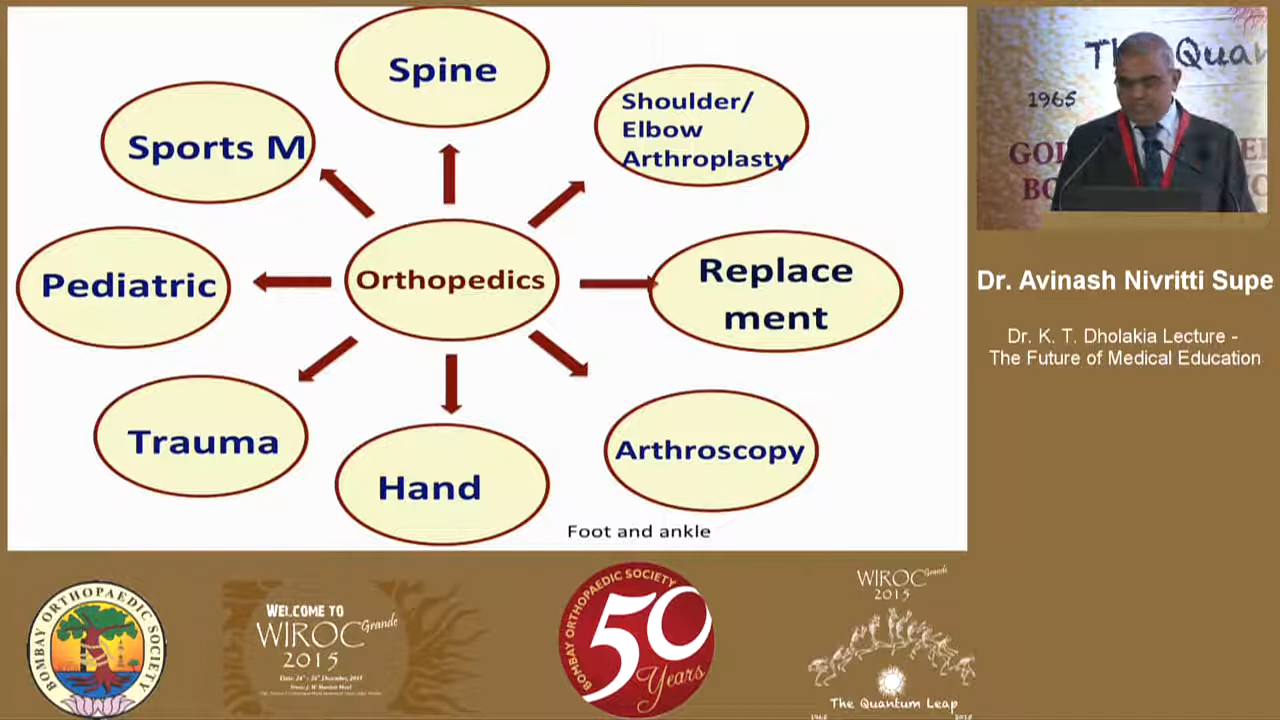 Spine
Shoulder/
Elbow
Arthroplasty
Sports M
Pediatric
Orthopedics
Replace
ment
Trauma
Hand
Arthroscopy
Foot and ankle
1965
Dr. Avinash Nivritti Supe
Dr. K. T. Dholakia Lecture -
The Future of Medical Education
BOMBAY ORTHOPAEDIC SOCIETY
WELCOME TO
WIROC Grande
2015
BOMBAY ORTHOPAEDIC SOCIETY
50
Years
WIROC Grande
2015
The Quantum Leap
1965 2015